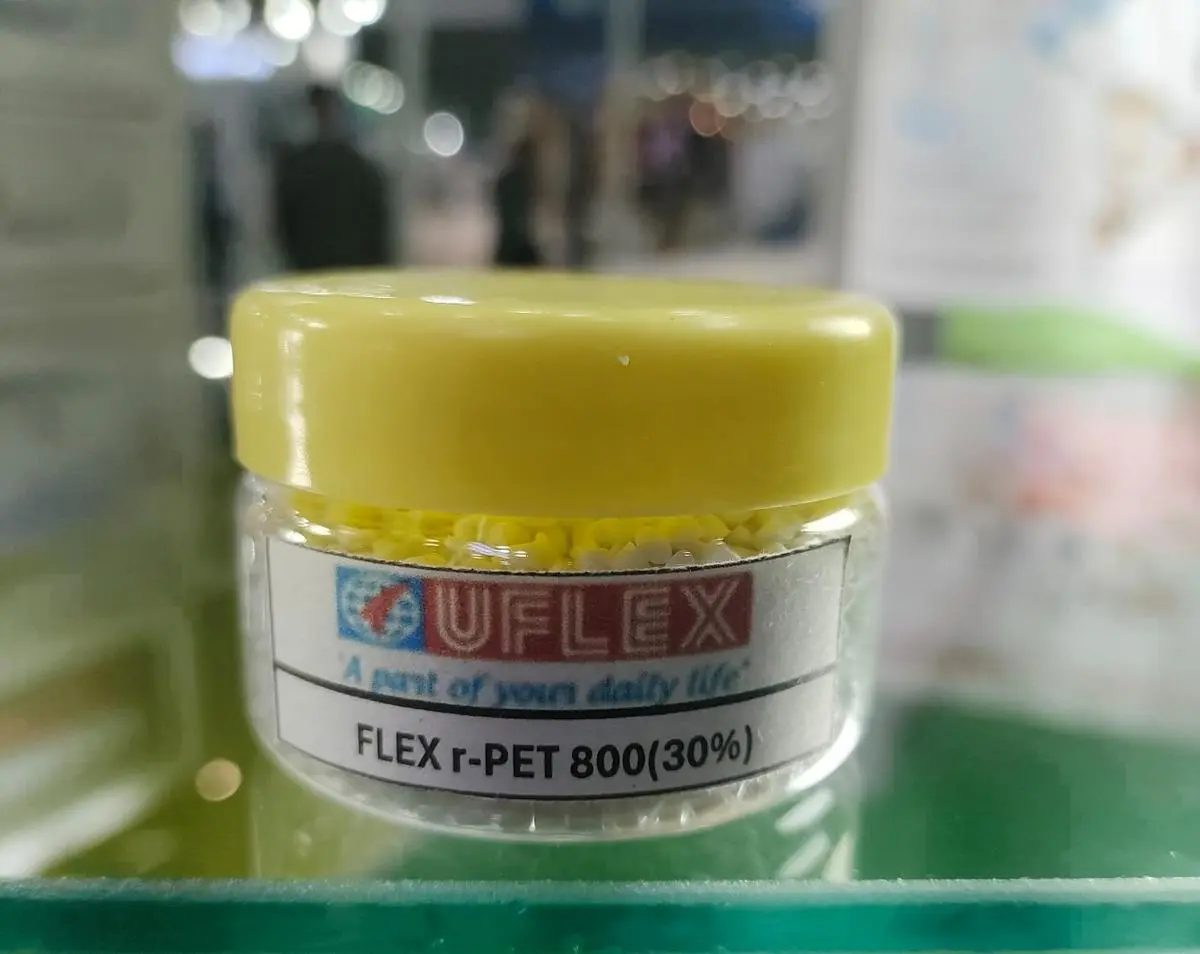 UFLEX
"A part of your daily life"
FLEX r-PET 800(30%)